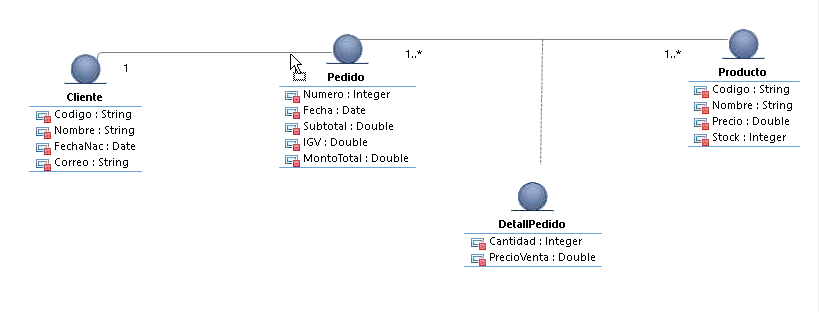 1
Cliente
Codigo : String
Nombre : String
FechaNac : Date
Correo : String
Pedido
Numero : Integer
Fecha : Date
Subtotal : Double
IGV : Double
MontoTotal : Double
1..*
1..*
Producto
Codigo : String
Nombre : String
Precio : Double
Stock : Integer
DetallPedido
Cantidad : Integer
PrecioVenta : Double